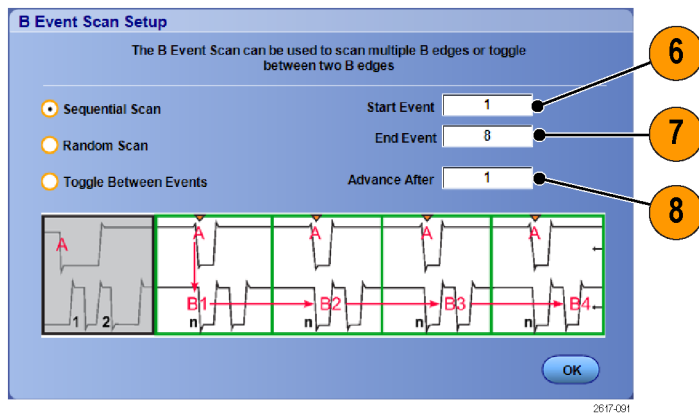 B Event Scan Setup
The B Event Scan can be used to scan multiple B edges or toggle
between two B edges
Sequential Scan
Start Event 1
6
End Event 8
Random Scan
7
Toggle Between Events
Advance After 1
8
A A A A A
B1 B2 B3 B4
1 2 n n n n
OK
2617-091